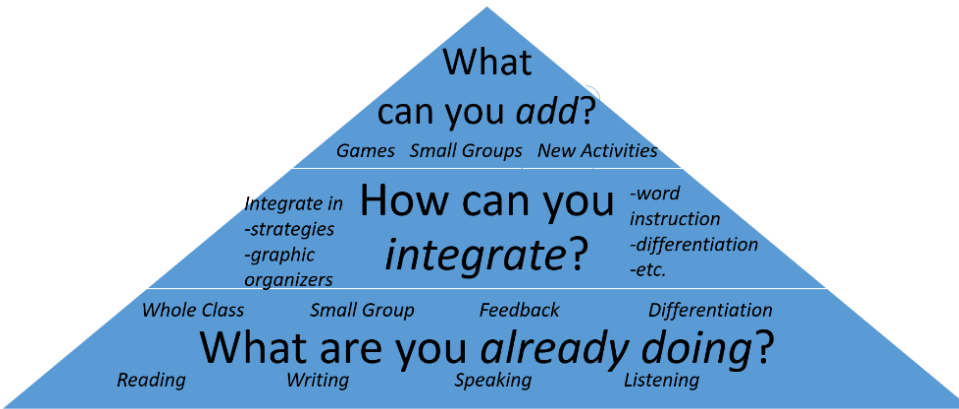 What
can you add?
Games Small Groups New Activities
Integrate in
-strategies
-graphic
organizers
How can you
integrate?
-word
instruction
-differentiation
-etc.
Whole Class Small Group Feedback Differentiation
What are you already doing?
Reading Writing Speaking Listening